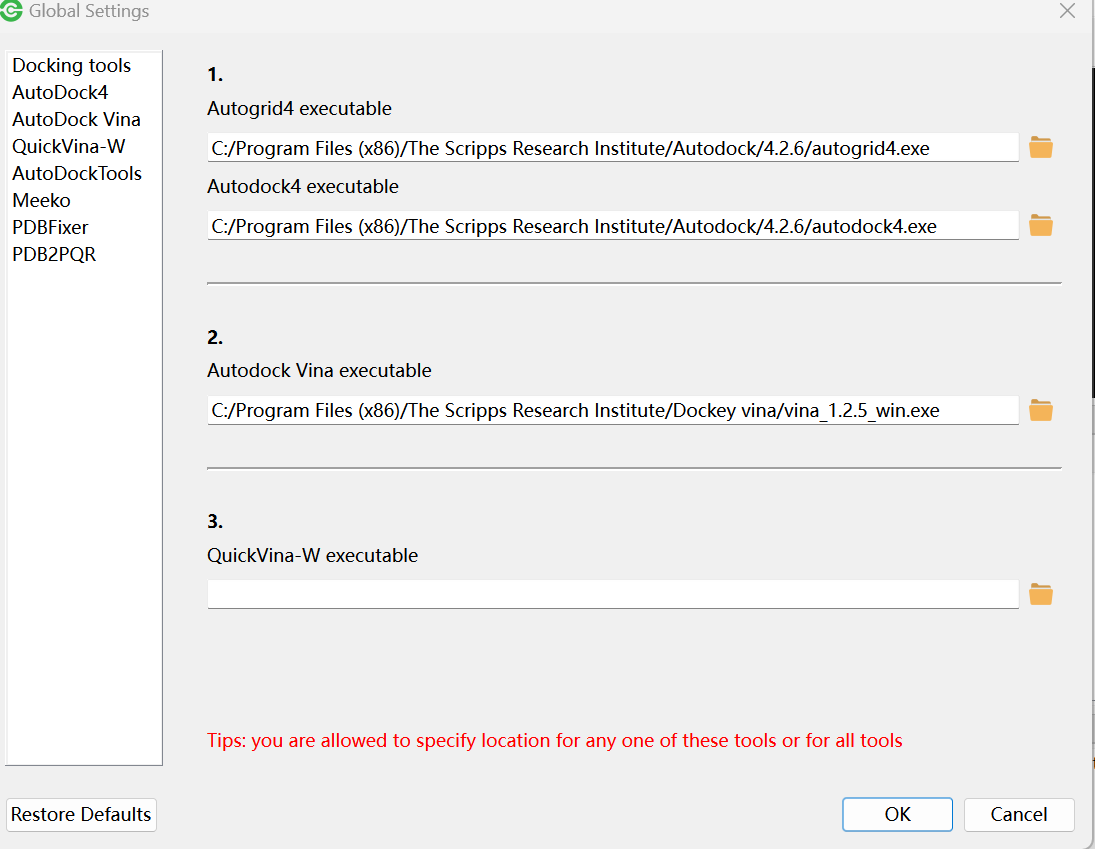 Global Settings
Docking tools
AutoDock4
AutoDock Vina
QuickVina-W
AutoDockTools
Meeko
PDBFixer
PDB2PQR
1.
Autogrid4 executable
C:/Program Files (x86)/The Scripps Research Institute/Autodock/4.2.6/autogrid4.exe
Autodock4 executable
C:/Program Files (x86)/The Scripps Research Institute/Autodock/4.2.6/autodock4.exe
2.
Autodock Vina executable
C:/Program Files (x86)/The Scripps Research Institute/Dockey vina/vina_1.2.5_win.exe
3.
QuickVina-W executable
Tips: you are allowed to specify location for any one of these tools or for all tools
Restore Defaults
OK
Cancel